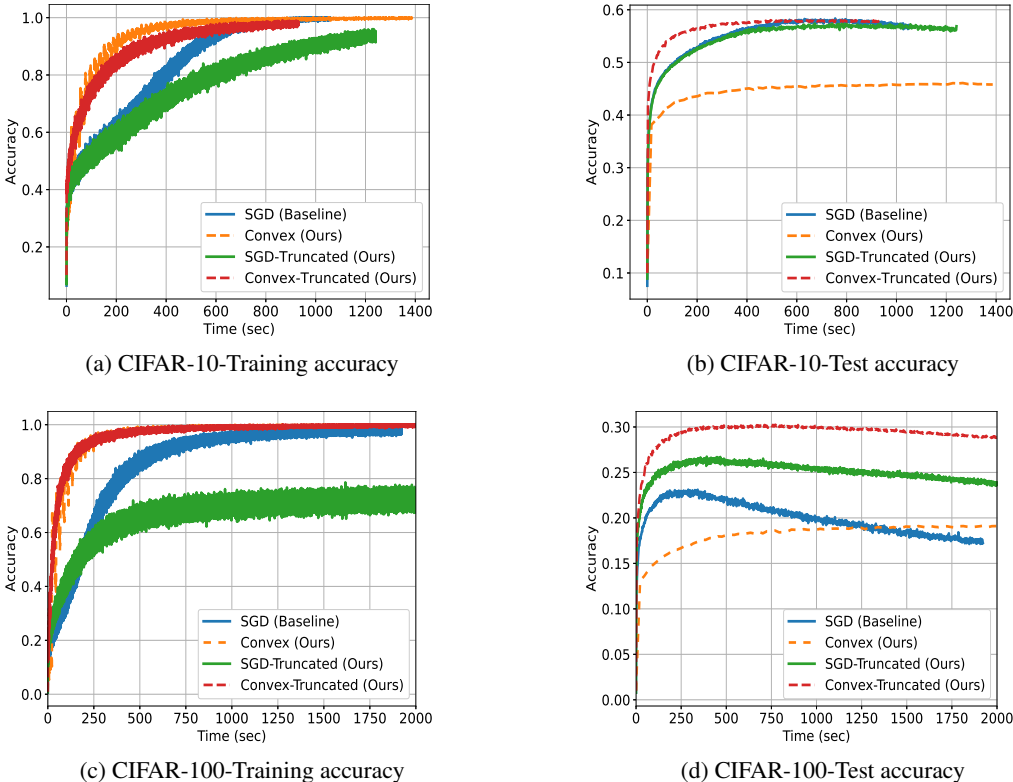 1.0
0.8
0.6
0.4
0.2
Accuracy
SGD (Baseline)
Convex (Ours)
SGD-Truncated (Ours)
Convex-Truncated (Ours)
0 200 400 600 800 1000 1200 1400
Time (sec)
(a) CIFAR-10-Training accuracy
0.6
0.5
0.4
0.3
0.2
0.1
Accuracy
SGD (Baseline)
Convex (Ours)
SGD-Truncated (Ours)
Convex-Truncated (Ours)
0 200 400 600 800 1000 1200 1400
Time (sec)
(b) CIFAR-10-Test accuracy
1.0
0.8
0.6
0.4
0.2
0.0
Accuracy
SGD (Baseline)
Convex (Ours)
SGD-Truncated (Ours)
Convex-Truncated (Ours)
0 250 500 750 1000 1250 1500 1750 2000
Time (sec)
(c) CIFAR-100-Training accuracy
0.30
0.25
0.20
0.15
0.10
0.05
0.00
Accuracy
SGD (Baseline)
Convex (Ours)
SGD-Truncated (Ours)
Convex-Truncated (Ours)
0 250 500 750 1000 1250 1500 1750 2000
Time (sec)
(d) CIFAR-100-Test accuracy